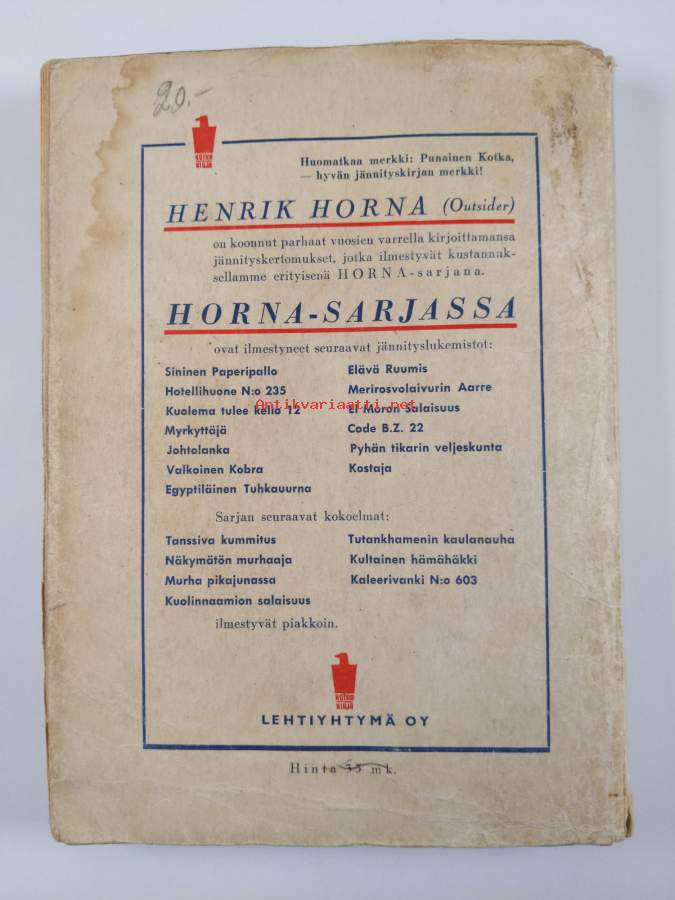 20.-
KOTKA
KIRJA
Huomatkaa merkki: Punainen Kotka,
— hyvän jännityskirjan merkki!
HENRIK HORNA (Outsider)
on koonnut parhaat vuosien varrella kirjoittamansa
jännityskertomukset, jotka ilmestyvät kustannuk-
sellamme erityisenä HORNA-sarjana.
HORNA-SARJASSA
ovat ilmestyneet seuraavat jännityslukemistot:
Sininen Paperipallo
Hotellihuone N:o 235
Kuolema tulee kello 12
Myrkyttäjä
Johtolanka
Valkoinen Kobra
Egyptiläinen Tuhkauurna
Elävä Ruumis
Merirosvolaivurin Aarre
El Moron Salaisuus
Code B.Z. 22
Pyhän tikarin veljeskunta
Kostaja
Antikvariaatti.net
Sarjan seuraavat kokoelmat:
Tanssiva kummitus
Näkymätön murhaaja
Murha pikajunassa
Kuolinnaamion salaisuus
Tutankhamenin kaulanauha
Kultainen hämähäkki
Kaleerivanki N:o 603
ilmestyvät piakkoin.
KOTKA
KIRJA
LEHTIYHTYMÄ OY
Hinta 55 mk.